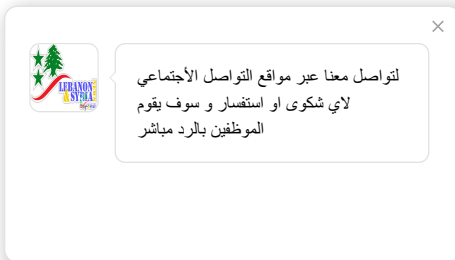 LEBANON
& SYRIA
لتواصل معنا عبر مواقع التواصل الأجتماعي
لاي شكوى او استفسار و سوف يقوم
الموظفين بالرد مباشر